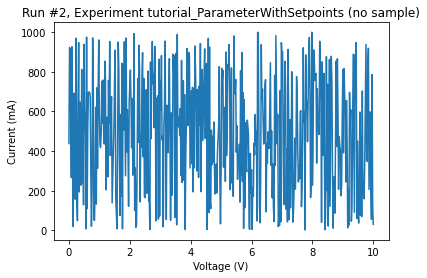 Run #2, Experiment tutorial_ParameterWithSetpoints (no sample)
1000
800
600
400
200
0
Current (mA)
0 2 4 6 8 10
Voltage (V)